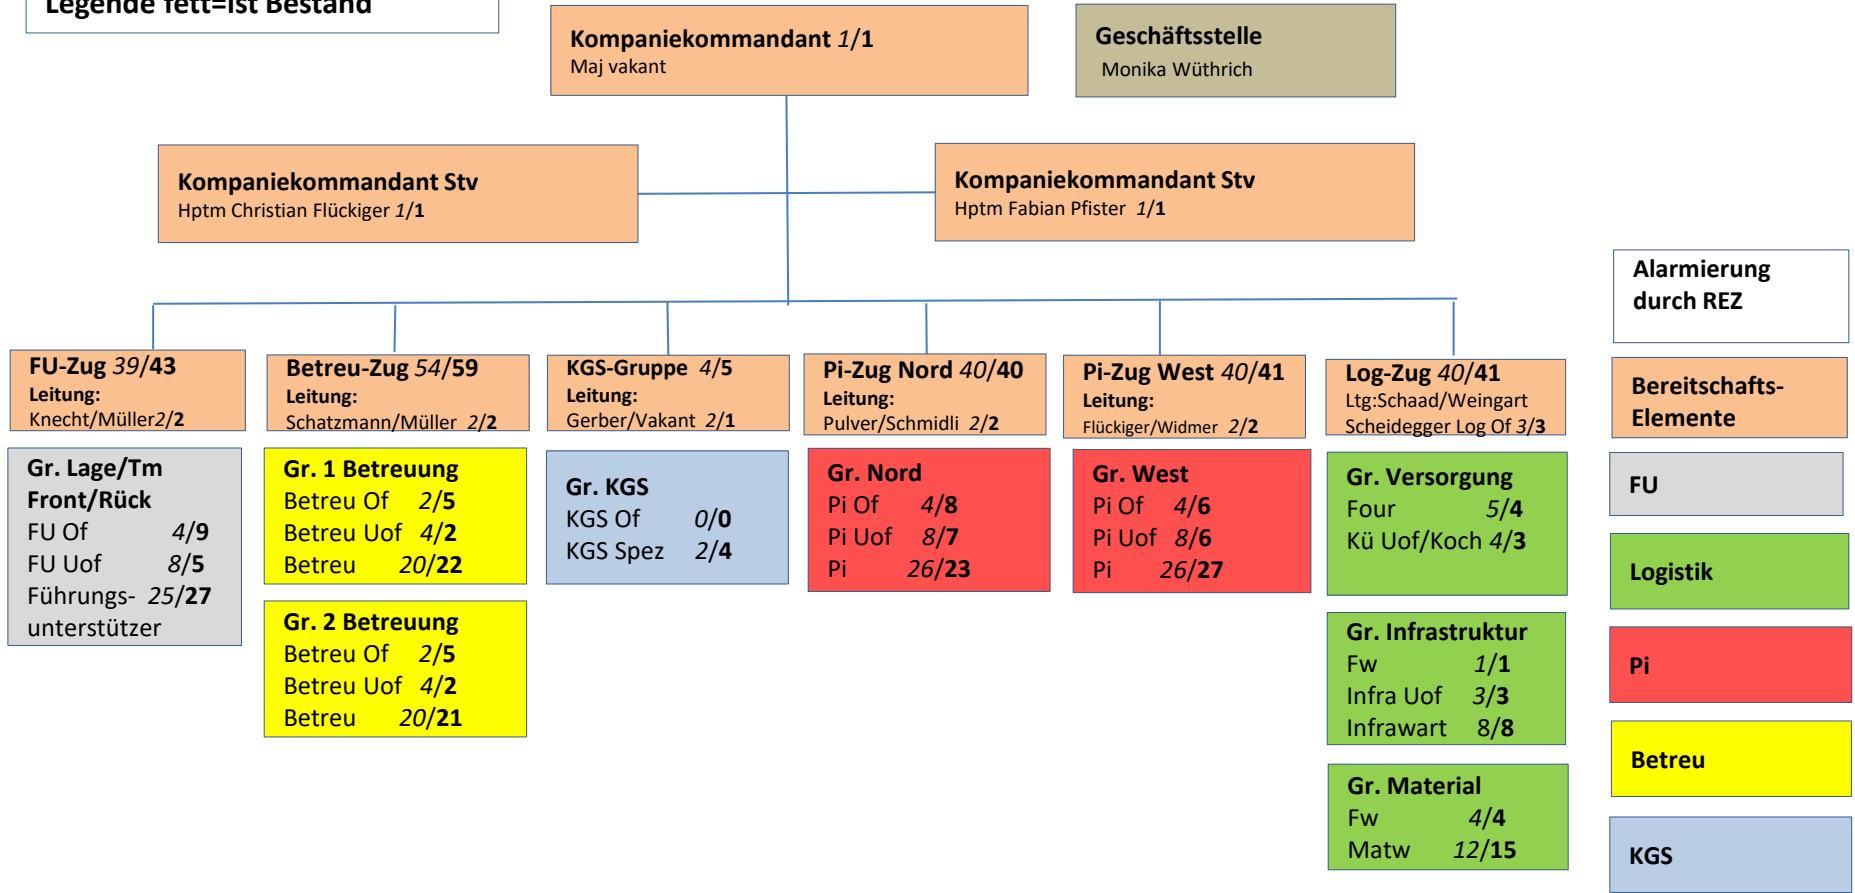 Legende fett=Ist Bestand
Kompaniekommandant 1/1
Maj vakant
Geschäftsstelle
Monika Wüthrich
Kompaniekommandant Stv
Hptm Christian Flückiger 1/1
Kompaniekommandant Stv
Hptm Fabian Pfister 1/1
Alarmierung
durch REZ
FU-Zug 39/43
Leitung:
Knecht/Müller2/2
Betreu-Zug 54/59
Leitung:
Schatzmann/Müller 2/2
KGS-Gruppe 4/5
Leitung:
Gerber/Vakant 2/1
Pi-Zug Nord 40/40
Leitung:
Pulver/Schmidli 2/2
Pi-Zug West 40/41
Leitung:
Flückiger/Widmer 2/2
Log-Zug 40/41
Ltg:Schaad/Weingart
Scheidegger Log Of 3/3
Bereitschafts-
Elemente
Gr. Lage/Tm
Front/Rück
FU Of 4/9
FU Uof 8/5
Führungs- 25/27
unterstützer
Gr. 1 Betreuung
Betreu Of 2/5
Betreu Uof 4/2
Betreu 20/22
Gr. 2 Betreuung
Betreu Of 2/5
Betreu Uof 4/2
Betreu 20/21
Gr. KGS
KGS Of 0/0
KGS Spez 2/4
Gr. Nord
Pi Of 4/8
Pi Uof 8/7
Pi 26/23
Gr. West
Pi Of 4/6
Pi Uof 8/6
Pi 26/27
Gr. Versorgung
Four 5/4
Kü Uof/Koch 4/3
Gr. Infrastruktur
Fw 1/1
Infra Uof 3/3
Infrawart 8/8
Gr. Material
Fw 4/4
Matw 12/15
FU
Logistik
Pi
Betreu
KGS